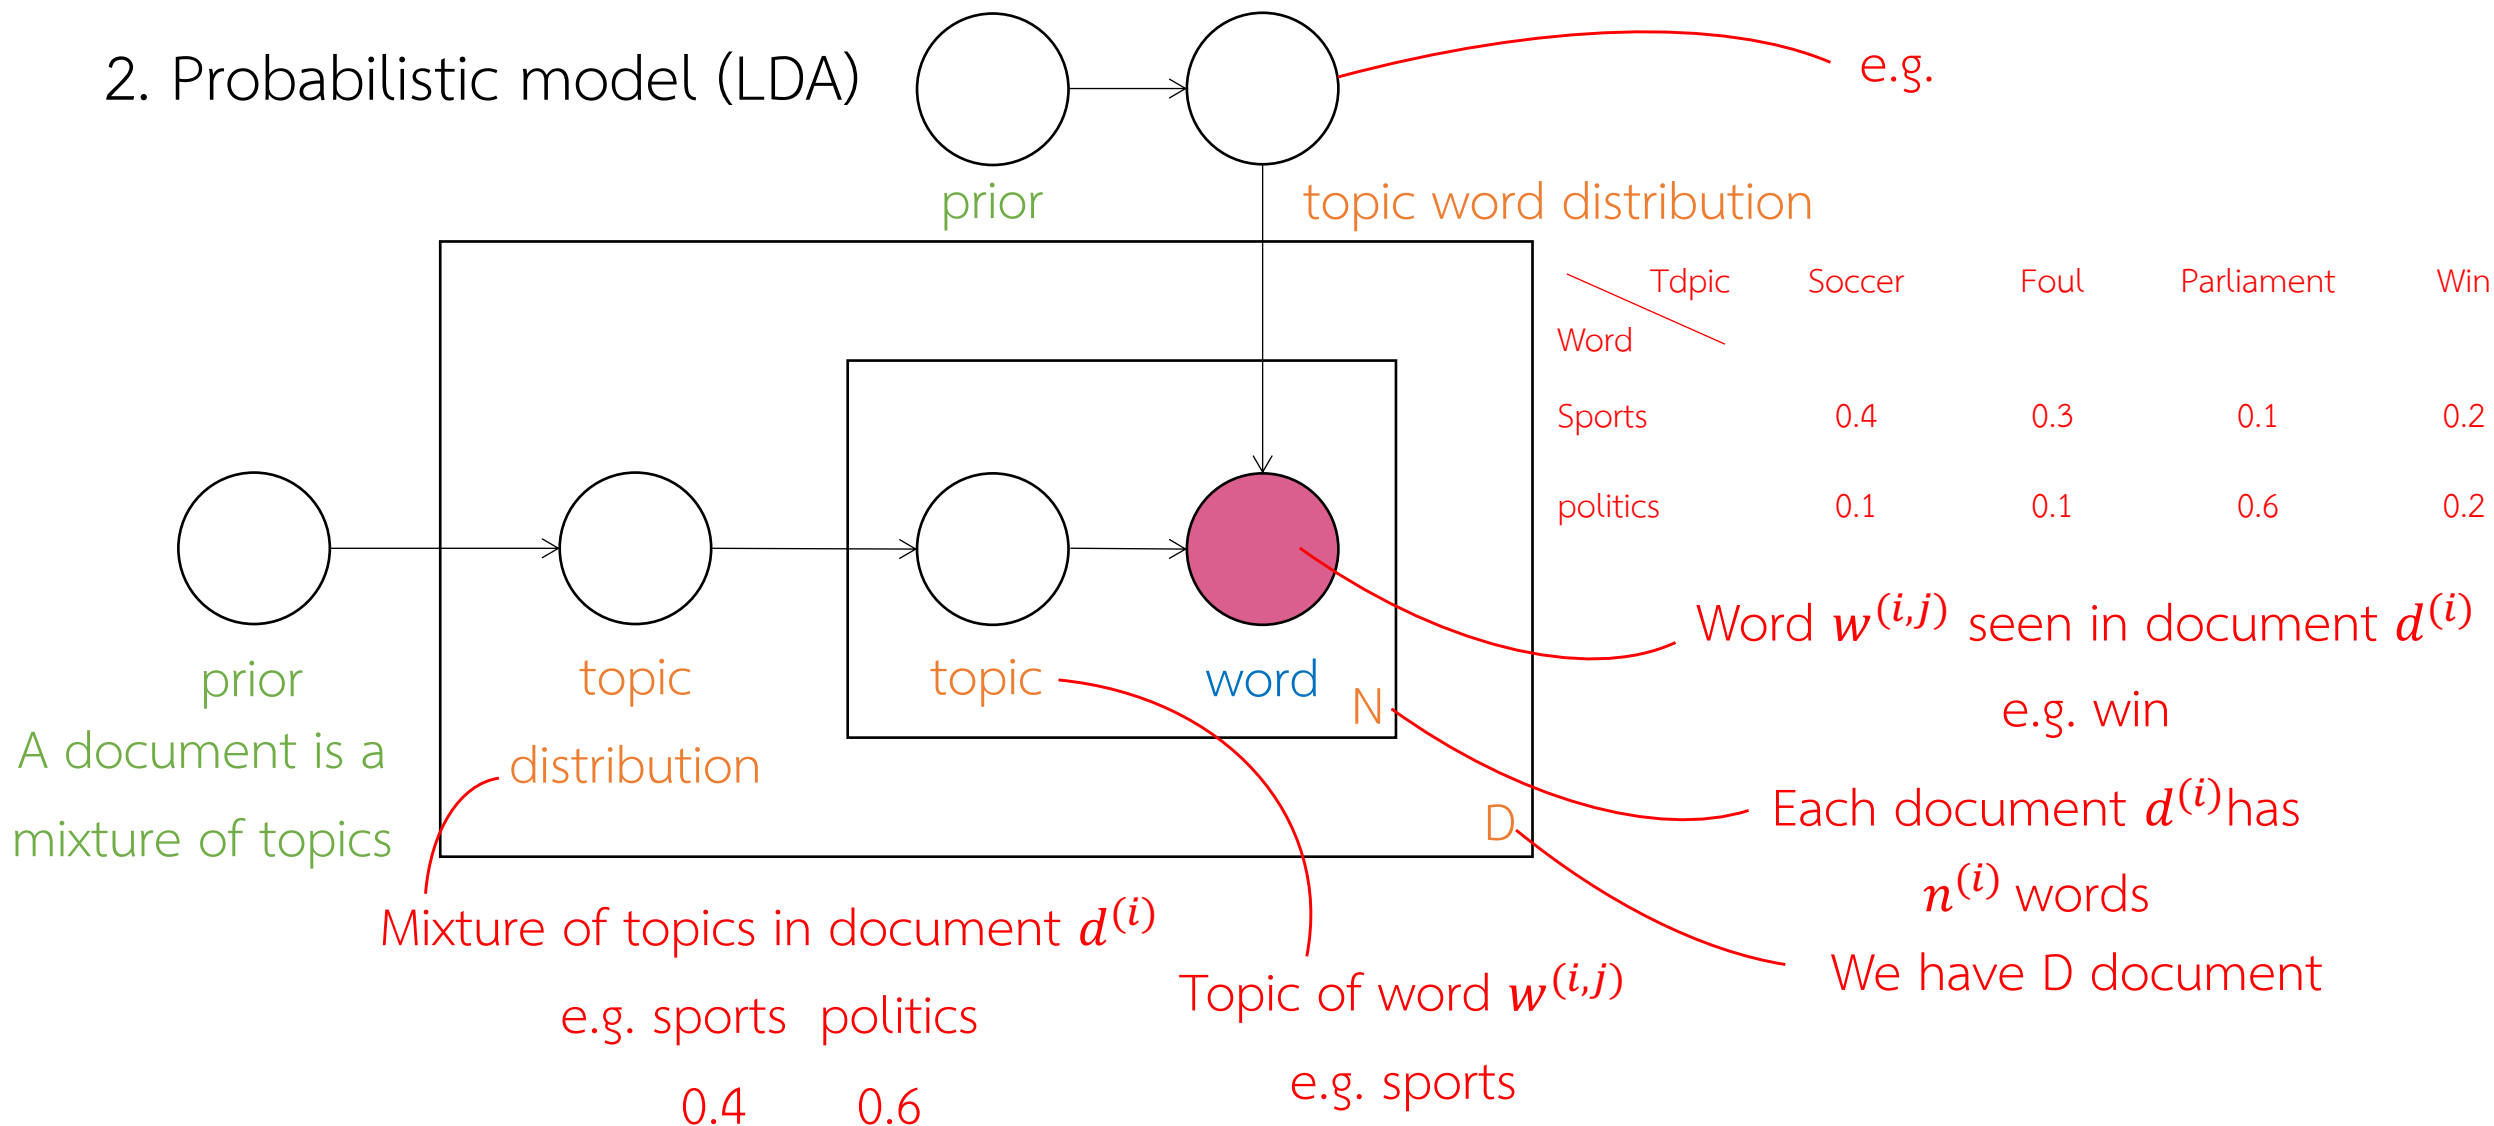 2. Probabilistic model (LDA)
e.g.
prior
topic word distribution
Tdpic Soccer Foul Parliament Win
Word
Sports 0.4 0.3 0.1 0.2
politics 0.1 0.1 0.6 0.2
Word w^(i,j) seen in document d^(i)
e.g. win
prior
topic
distribution
topic
word
N
A document is a
mixture of topics
D
Each document d^(i)has
n^(i) words
Mixture of topics in document d^(i)
e.g. sports politics
0.4 0.6
Topic of word w^(i,j)
e.g. sports
We have D document